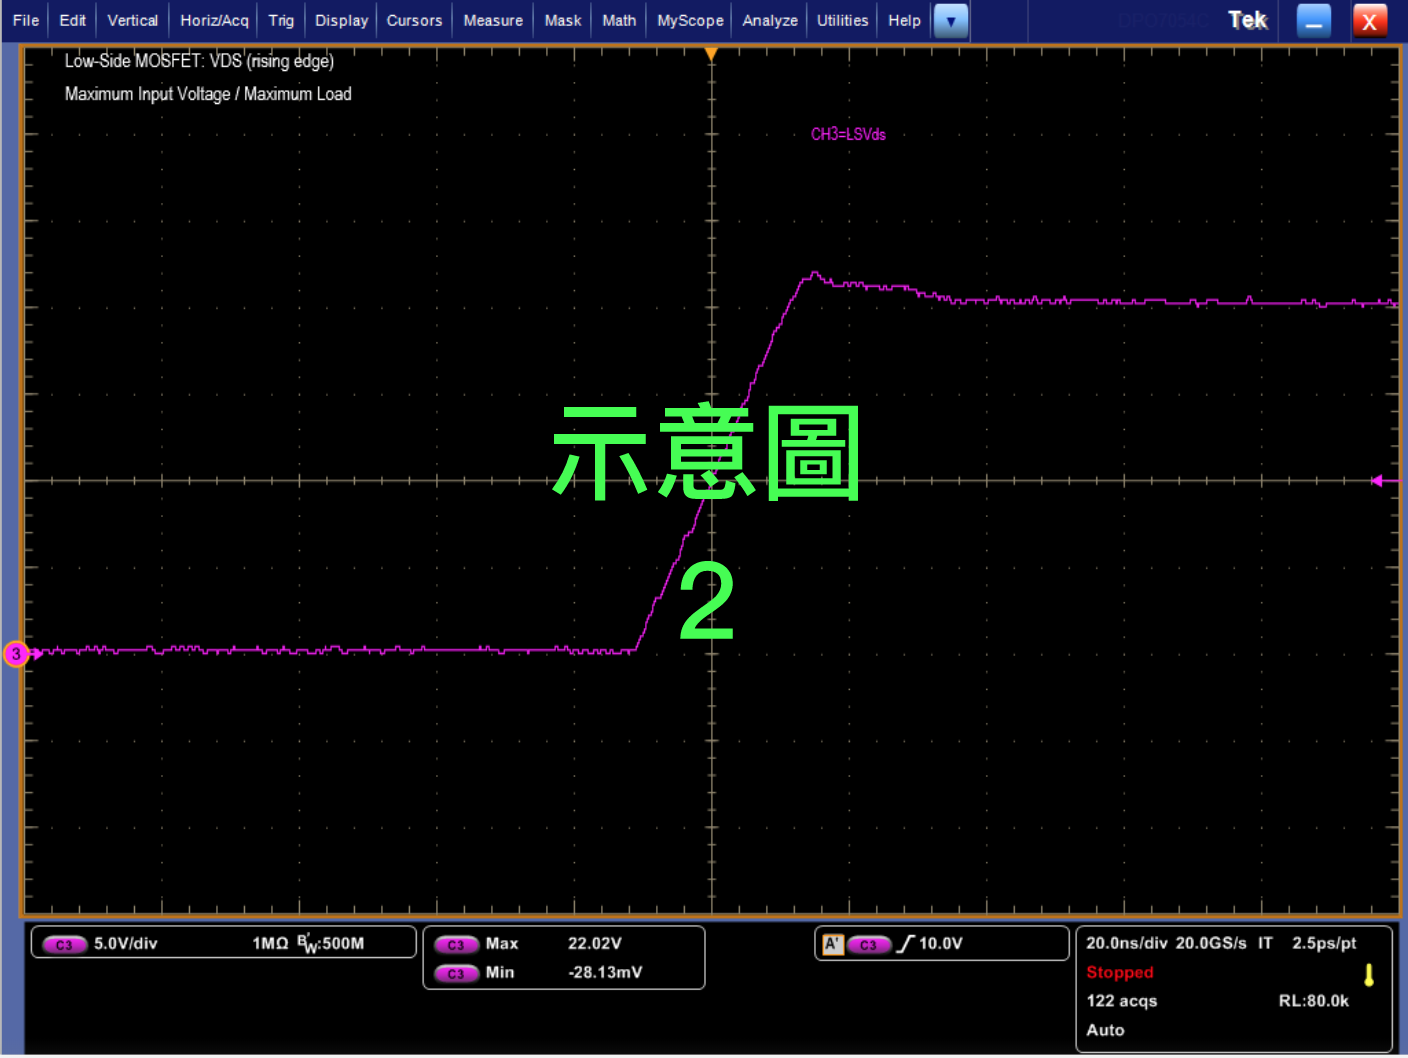 File Edit Vertical Horiz/Acq Trig Display Cursors Measure Mask Math MyScope Analyze Utilities Help Tek X
Low-Side MOSFET: VDS (rising edge)
Maximum Input Voltage / Maximum Load
CH3=LSVds
示意圖
2
3
C3 5.0V/div 1MΩ BW:500M
C3 Max 22.02V
C3 Min -28.13mV
A' C3 10.0V
20.0ns/div 20.0GS/s IT 2.5ps/pt
Stopped
122 acqs RL:80.0k
Auto